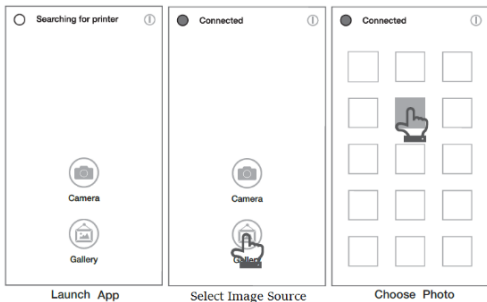 Searching for printer
Camera
Gallery
Launch App
Connected
Camera
Gallery
Select Image Source
Connected
Choose Photo